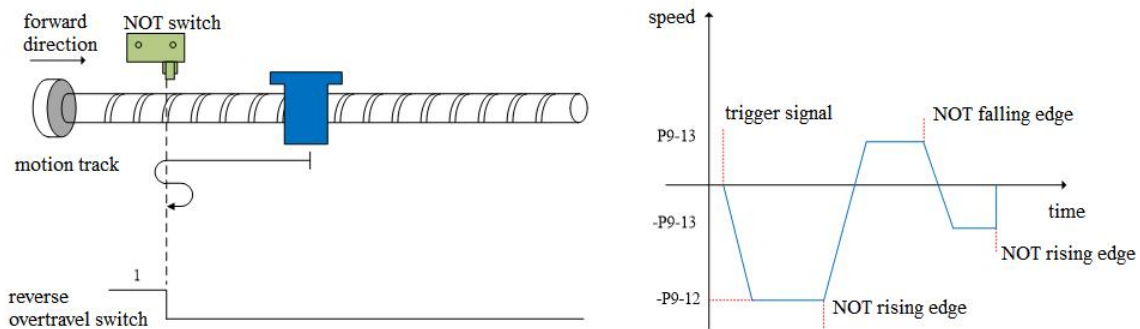 forward
direction
NOT switch
motion track
1
reverse
overtravel switch
speed
trigger signal
NOT falling edge
P9-13
time
-P9-13
NOT rising edge
-P9-12
NOT rising edge